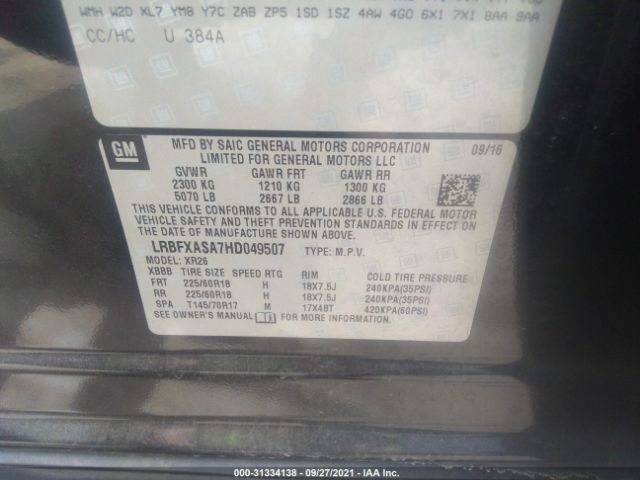 WMH W2D XL7 YM8 Y7C ZAB ZP5 1SD 1SZ 4AW 4GO 6X1 7X1 8AA 9AA
CC/HC U 384A
GM
MFD BY SAIC GENERAL MOTORS CORPORATION 09/16
LIMITED FOR GENERAL MOTORS LLC
GVWR GAWR FRT GAWR RR
2300 KG 1210 KG 1300 KG
5070 LB 2667 LB 2866 LB
THIS VEHICLE CONFORMS TO ALL APPLICABLE U.S. FEDERAL MOTOR
VEHICLE SAFETY, BUMPER, AND THEFT PREVENTION STANDARDS IN
EFFECT ON THE DATE OF MANUFACTURE SHOWN ABOVE.
LRBFXASA7HD049507 TYPE: M.P.V.
MODEL: XR26
XBBB TIRE SIZE SPEED RTG RIM COLD TIRE PRESSURE
FRT 225/60R18 H 18X7.5J 240KPA(35PSI)
RR 225/60R18 H 18X7.5J 240KPA(35PSI)
SPA T145/70R17 M 17X4BT 420KPA(60PSI)
SEE OWNER'S MANUAL FOR MORE INFORMATION.
000-31334138 - 09/27/2021 - IAA Inc.